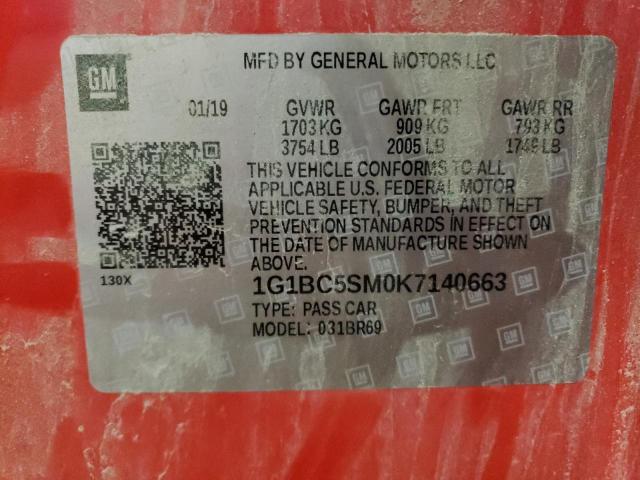 GM
MFD BY GENERAL MOTORS LLC
01/19 GVWR GAWR FRT GAWR RR
1703 KG 909 KG 793 KG
3754 LB 2005 LB 1749 LB
THIS VEHICLE CONFORMS TO ALL
APPLICABLE U.S. FEDERAL MOTOR
VEHICLE SAFETY, BUMPER, AND THEFT
PREVENTION STANDARDS IN EFFECT ON
THE DATE OF MANUFACTURE SHOWN
ABOVE.
130X
1G1BC5SM0K7140663
TYPE: PASS CAR
MODEL: 031BR69